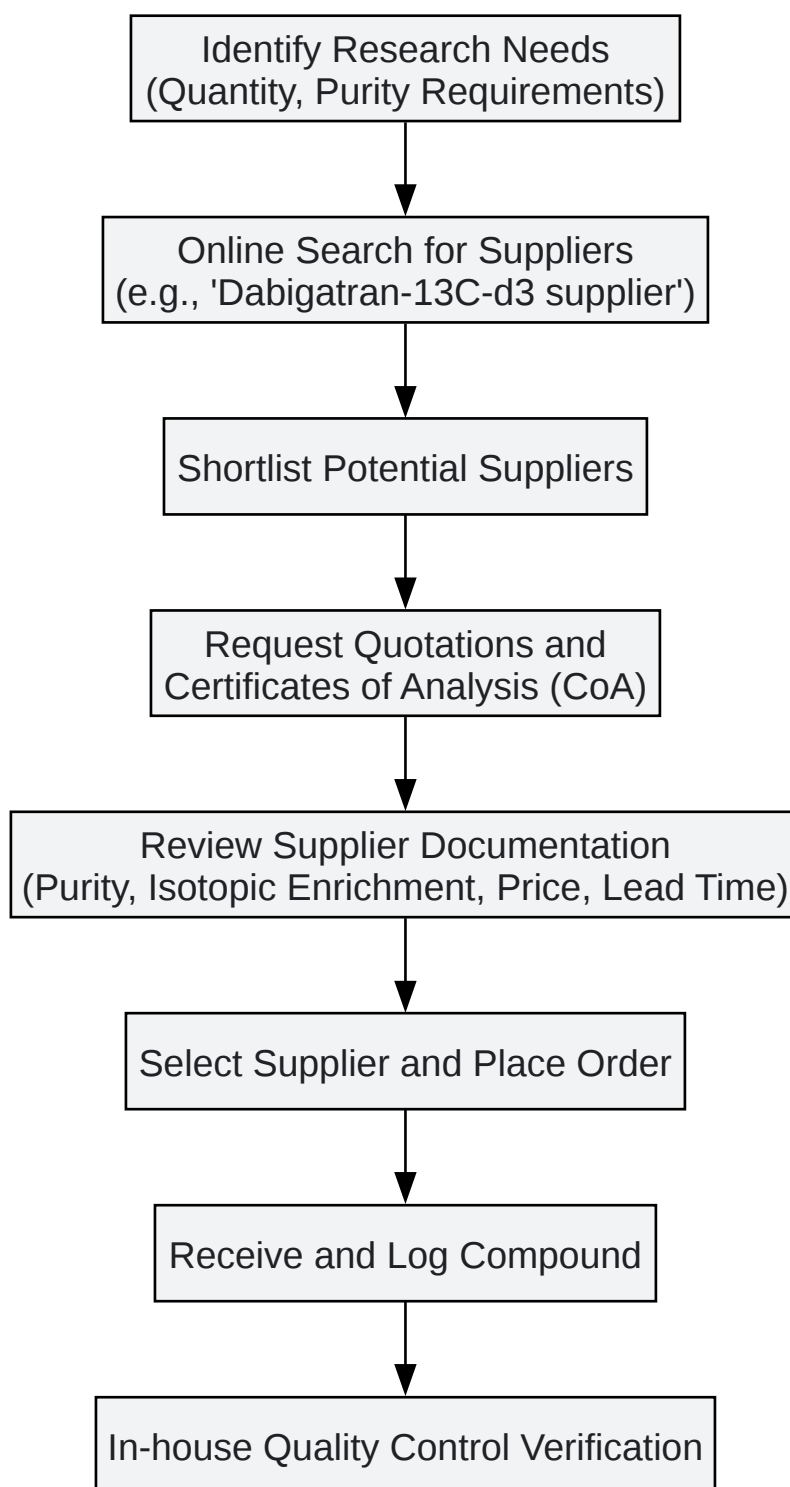 Identify Research Needs
(Quantity, Purity Requirements)
Online Search for Suppliers
(e.g., 'Dabigatran-13C-d3 supplier')
Shortlist Potential Suppliers
Request Quotations and
Certificates of Analysis (CoA)
Review Supplier Documentation
(Purity, Isotopic Enrichment, Price, Lead Time)
Select Supplier and Place Order
Receive and Log Compound
In-house Quality Control Verification